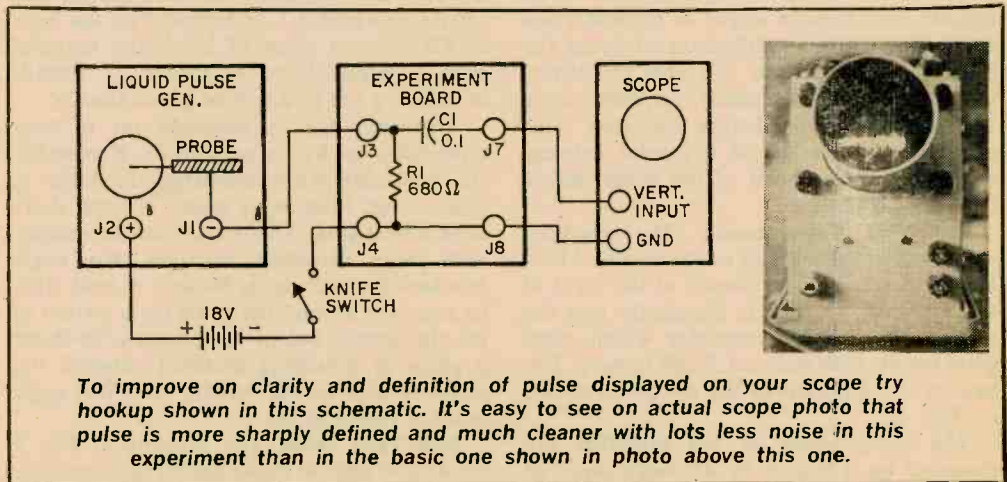 LIQUID PULSE
GEN.
PROBE
J2
+
J1
−
EXPERIMENT
BOARD
J3
C1
0.1
J7
R1
680Ω
J4
J8
SCOPE
VERT.
INPUT
GND
KNIFE
SWITCH
18V
+
−
To improve on clarity and definition of pulse displayed on your scope try
hookup shown in this schematic. It's easy to see on actual scope photo that
pulse is more sharply defined and much cleaner with lots less noise in this
experiment than in the basic one shown in photo above this one.